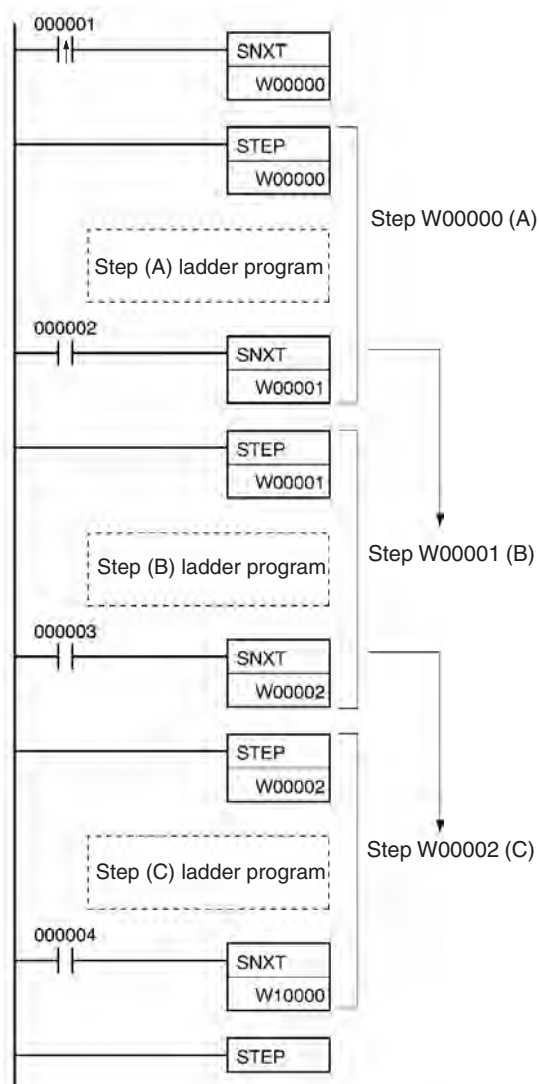 000001
SNXT
W00000
STEP
W00000
Step W00000 (A)
Step (A) ladder program
000002
SNXT
W00001
STEP
W00001
Step (B) ladder program
Step W00001 (B)
000003
SNXT
W00002
STEP
W00002
Step (C) ladder program
Step W00002 (C)
000004
SNXT
W10000
STEP